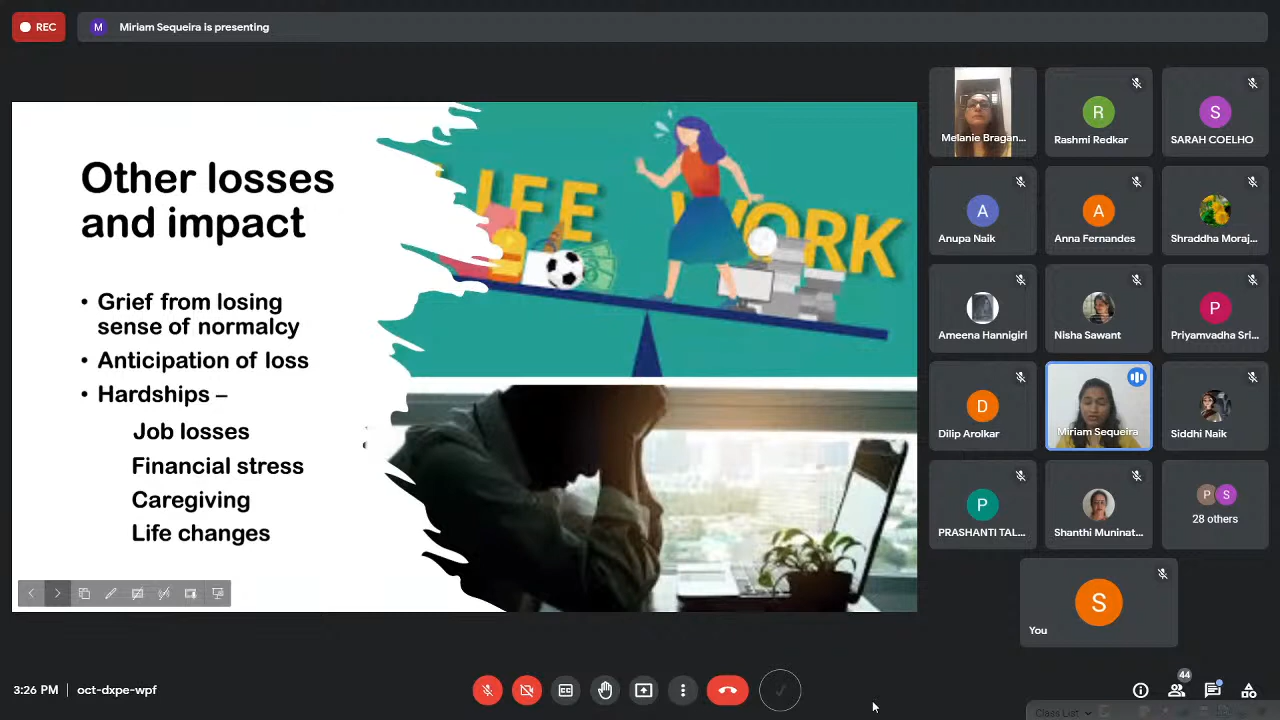 REC
M
Miriam Sequeira is presenting
Other losses
and impact
• Grief from losing
sense of normalcy
• Anticipation of loss
• Hardships –
Job losses
Financial stress
Caregiving
Life changes
LIFE
WORK
Melanie Bragan...
R
Rashmi Redkar
S
SARAH COELHO
A
Anupa Naik
A
Anna Fernandes
Shraddha Moraj...
Ameena Hannigiri
Nisha Sawant
P
Priyamvadha Sri...
D
Dilip Arolkar
Miriam Sequeira
Siddhi Naik
P
PRASHANTI TAL...
Shanthi Muninat...
P S
28 others
S
You
3:26 PM | oct-dxpe-wpf
44
Class List